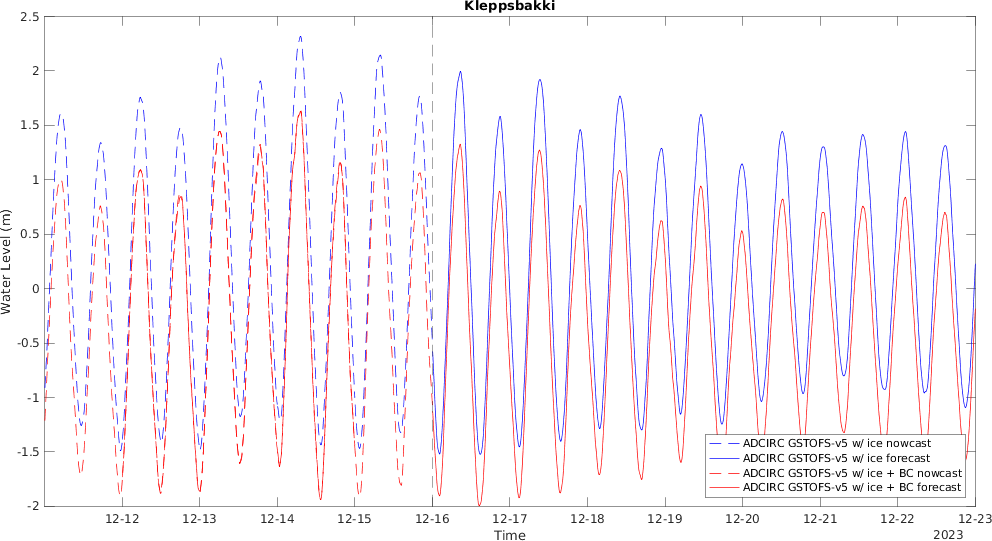 Kleppsbakki
2.5
2
1.5
1
0.5
0
-0.5
-1
-1.5
-2
Water Level (m)
ADCIRC GSTOFS-v5 w/ ice nowcast
ADCIRC GSTOFS-v5 w/ ice forecast
ADCIRC GSTOFS-v5 w/ ice + BC nowcast
ADCIRC GSTOFS-v5 w/ ice + BC forecast
12-12 12-13 12-14 12-15 12-16 12-17 12-18 12-19 12-20 12-21 12-22 12-23
Time
2023